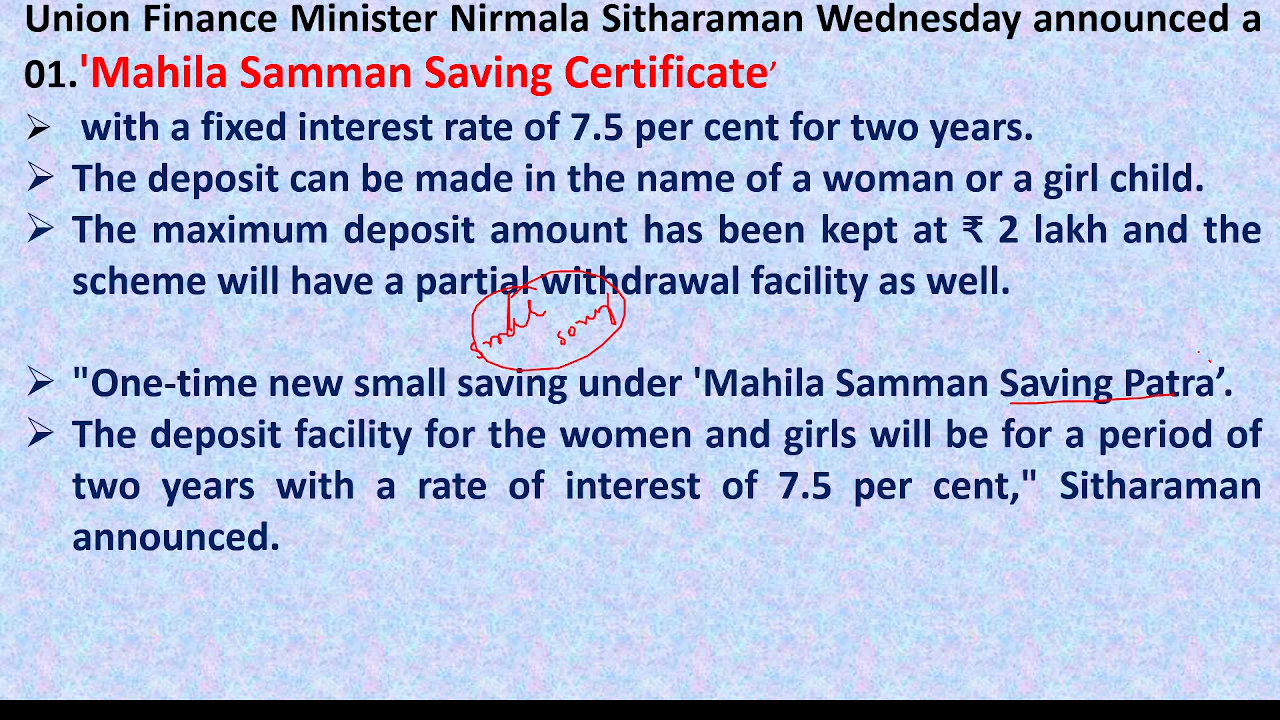 Union Finance Minister Nirmala Sitharaman Wednesday announced a
01.'Mahila Samman Saving Certificate’
➢ with a fixed interest rate of 7.5 per cent for two years.
➢ The deposit can be made in the name of a woman or a girl child.
➢ The maximum deposit amount has been kept at ₹ 2 lakh and the
scheme will have a partial withdrawal facility as well.
➢ "One-time new small saving under 'Mahila Samman Saving Patra’.
➢ The deposit facility for the women and girls will be for a period of
two years with a rate of interest of 7.5 per cent," Sitharaman
announced.